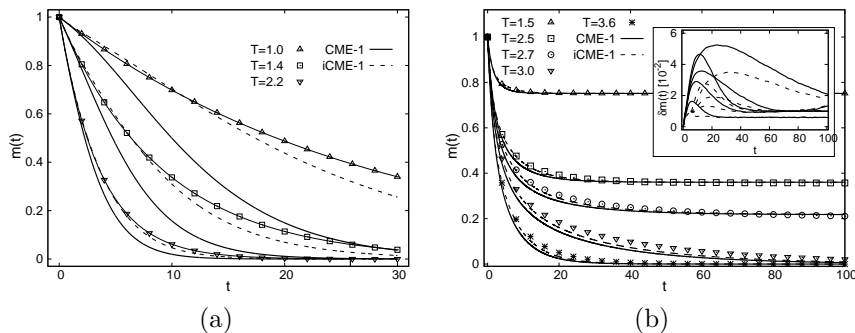 1
0.8
0.6
0.4
0.2
0
m(t)
0
10
20
30
t
T=1.0
T=1.4
T=2.2
CME-1
iCME-1
(a)
1.2
1
0.8
0.6
0.4
0.2
0
m(t)
0
20
40
60
80
100
t
T=1.5
T=2.5
T=2.7
T=3.0
T=3.6
CME-1
iCME-1
6
4
2
0
δm(t) [10⁻²]
0
20
40
60
80
100
t
(b)